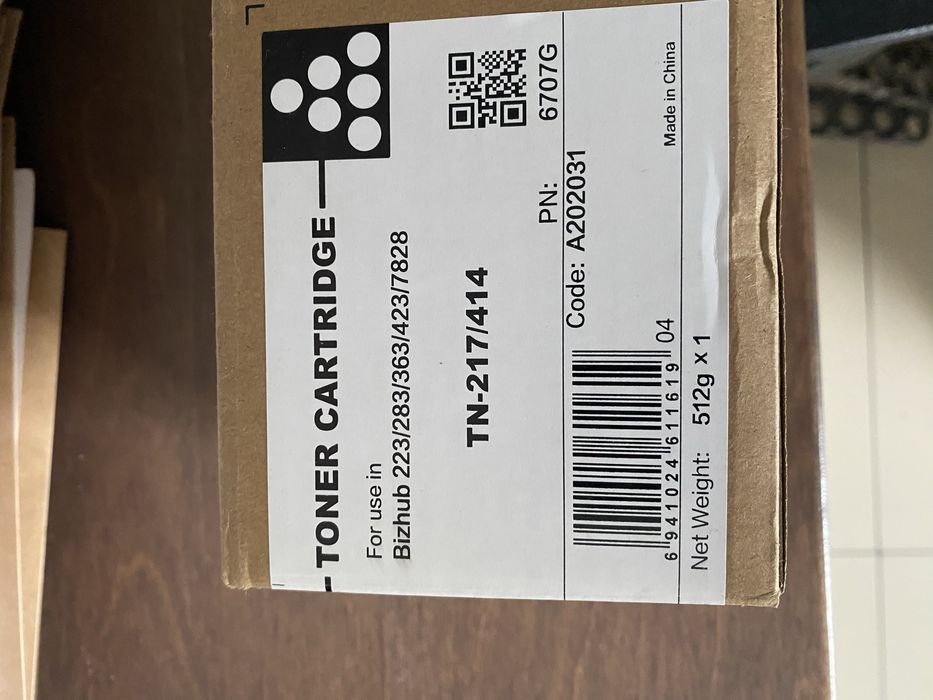 TONER CARTRIDGE
For use in
Bizhub 223/283/363/423/7828
TN-217/414
PN:
6707G
Code: A202031
6 941024 611619 04
Net Weight: 512g x 1
Made in China